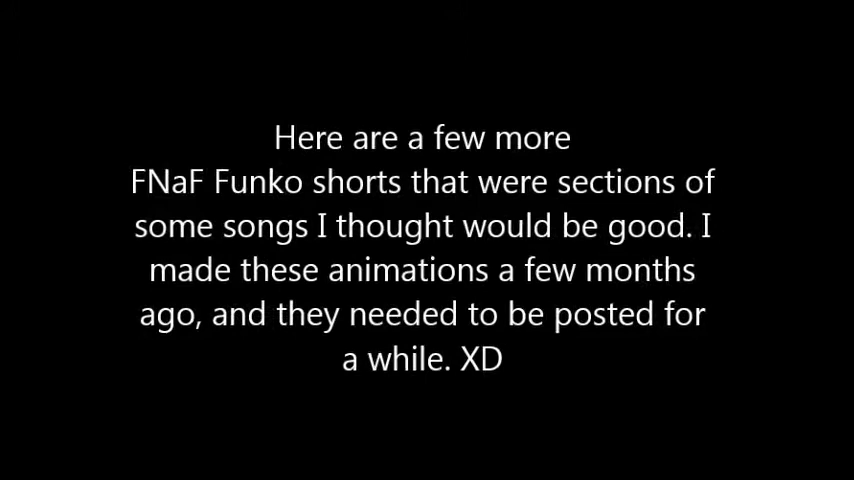 Here are a few more
FNaF Funko shorts that were sections of
some songs I thought would be good. I
made these animations a few months
ago, and they needed to be posted for
a while. XD